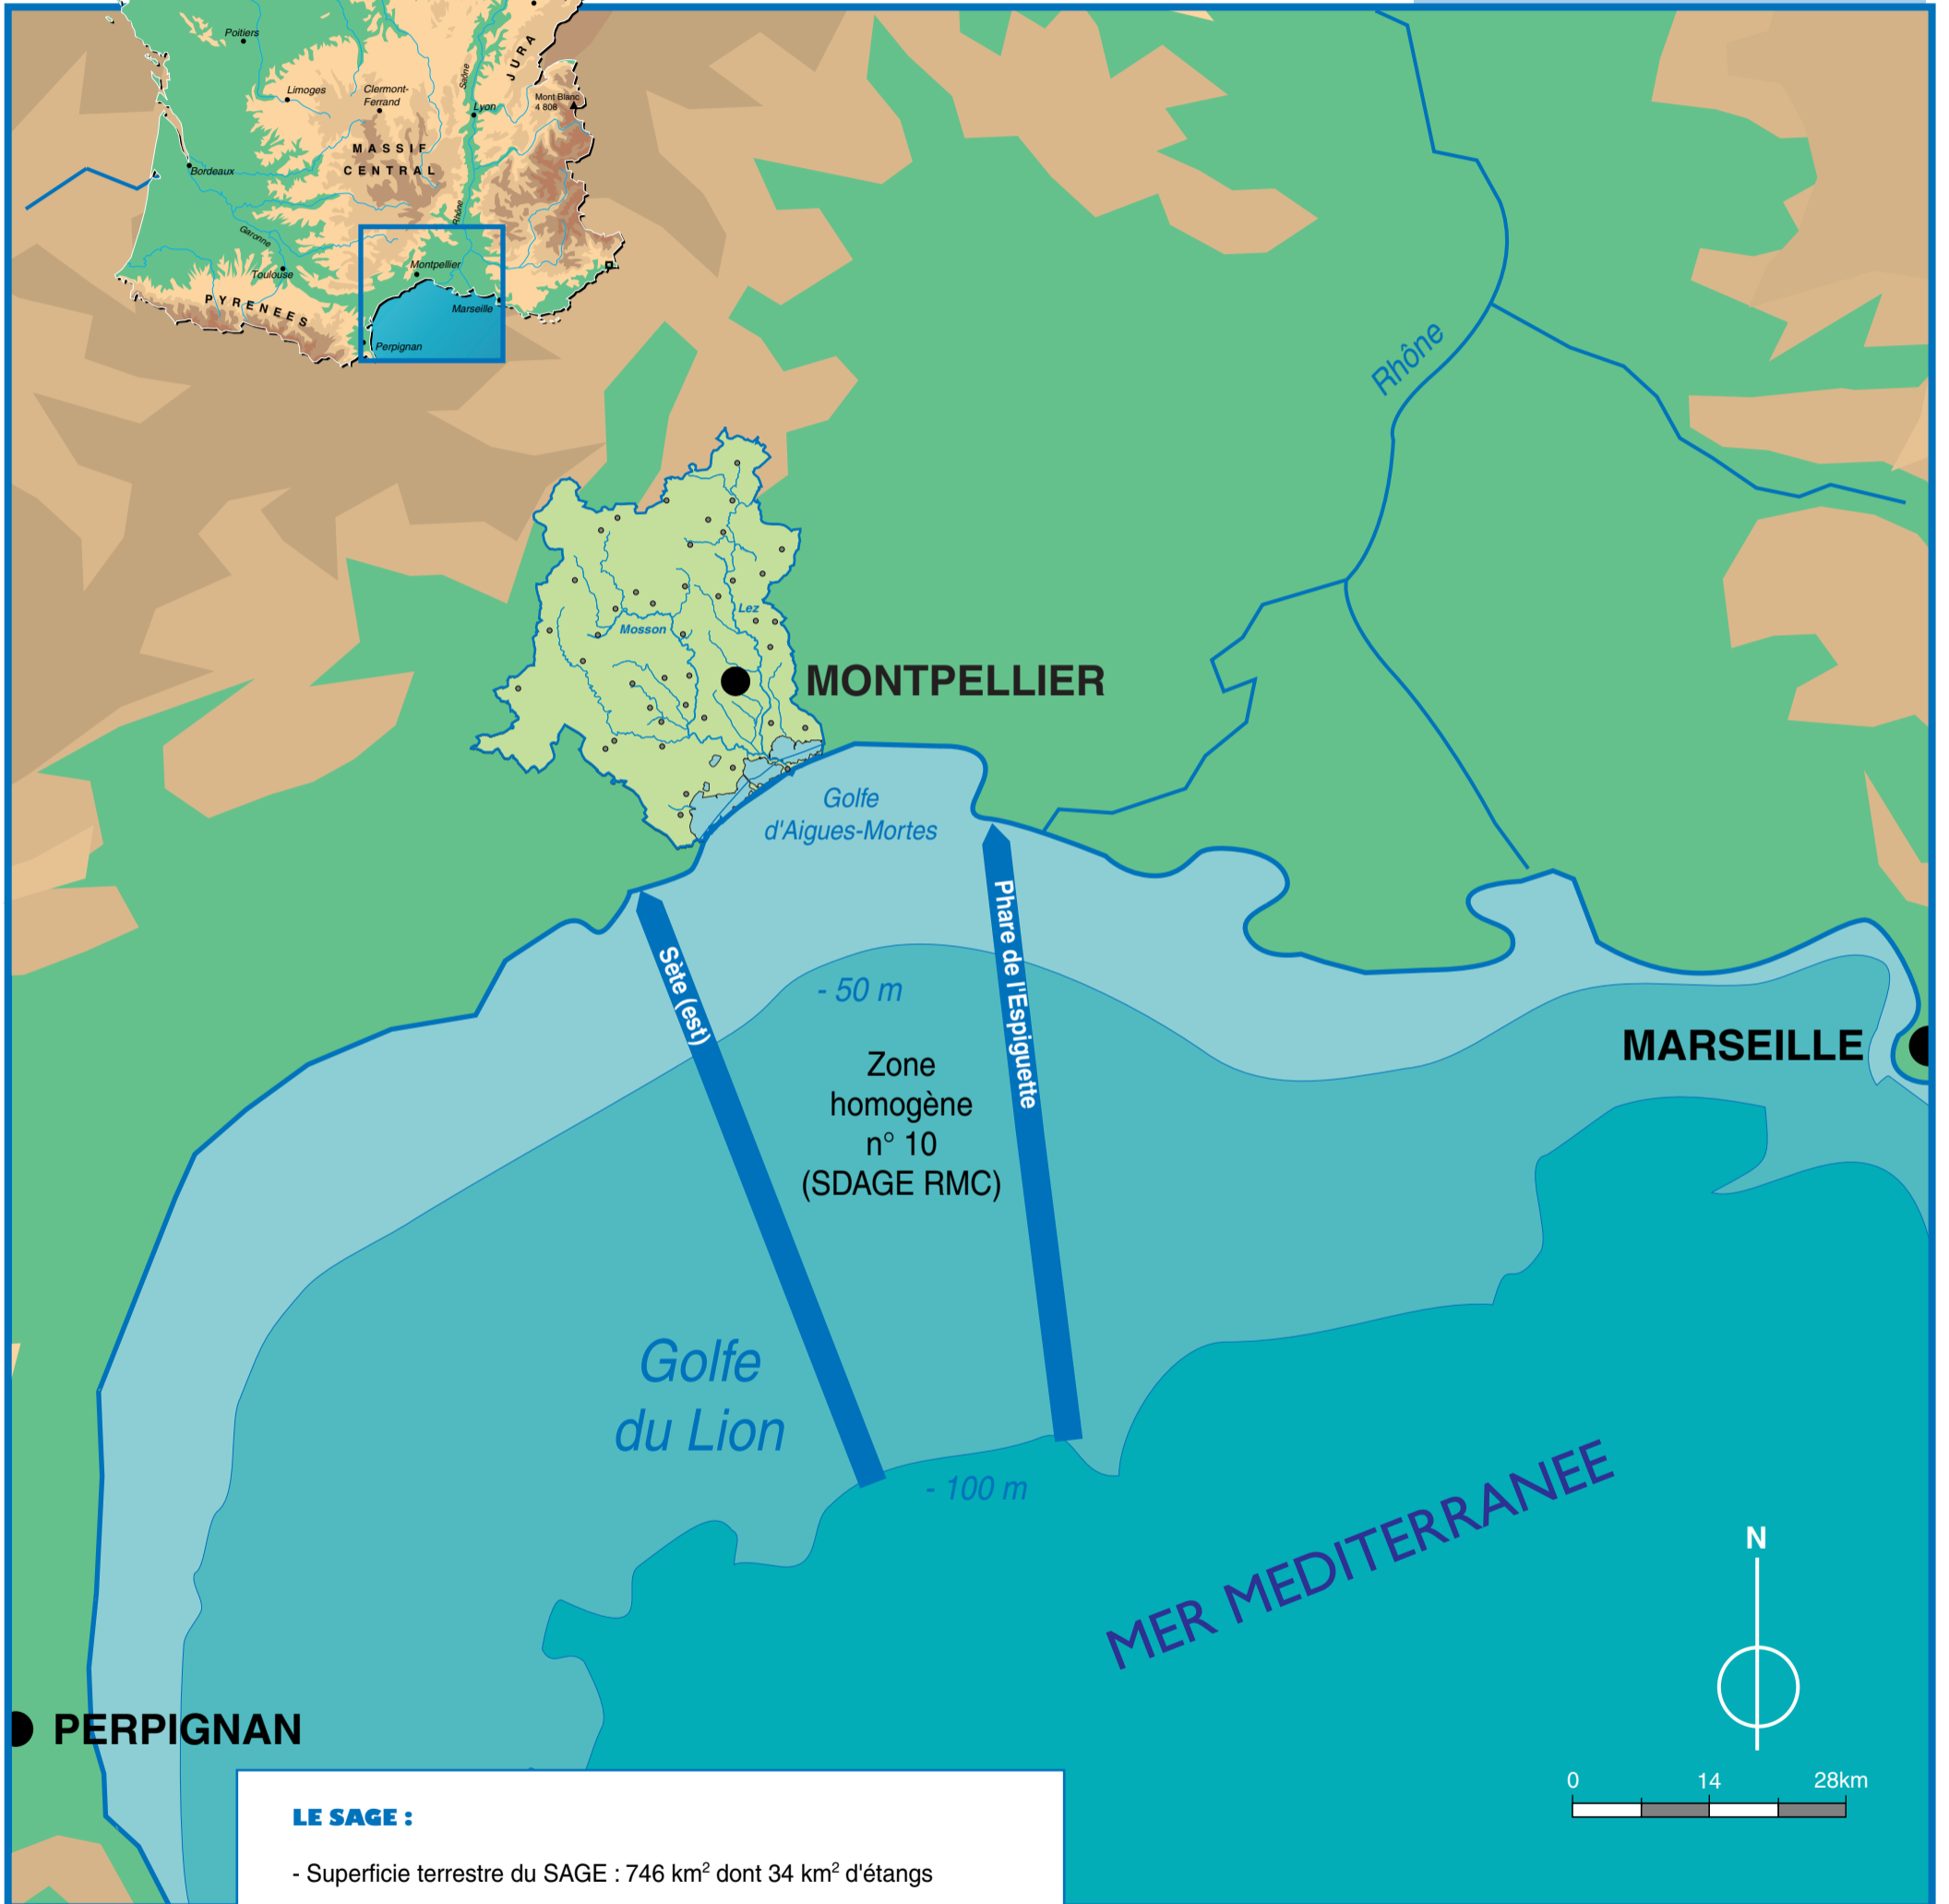 Poitiers
Limoges
Clermont-
Ferrand
Saône
JURA
Mont Blanc
4 808
Lyon
MASSIF
CENTRAL
Bordeaux
Rhône
Garonne
Toulouse
Montpellier
PYRENEES
Marseille
Perpignan
Rhône
Lez
Mosson
MONTPELLIER
Golfe
d'Aigues-Mortes
Sète (est)
Phare de l'Espiguette
- 50 m
Zone
homogène
n° 10
(SDAGE RMC)
MARSEILLE
Golfe
du Lion
- 100 m
MER MEDITERRANEE
N
PERPIGNAN
0 14 28km
LE SAGE :
- Superficie terrestre du SAGE : 746 km² dont 34 km² d'étangs